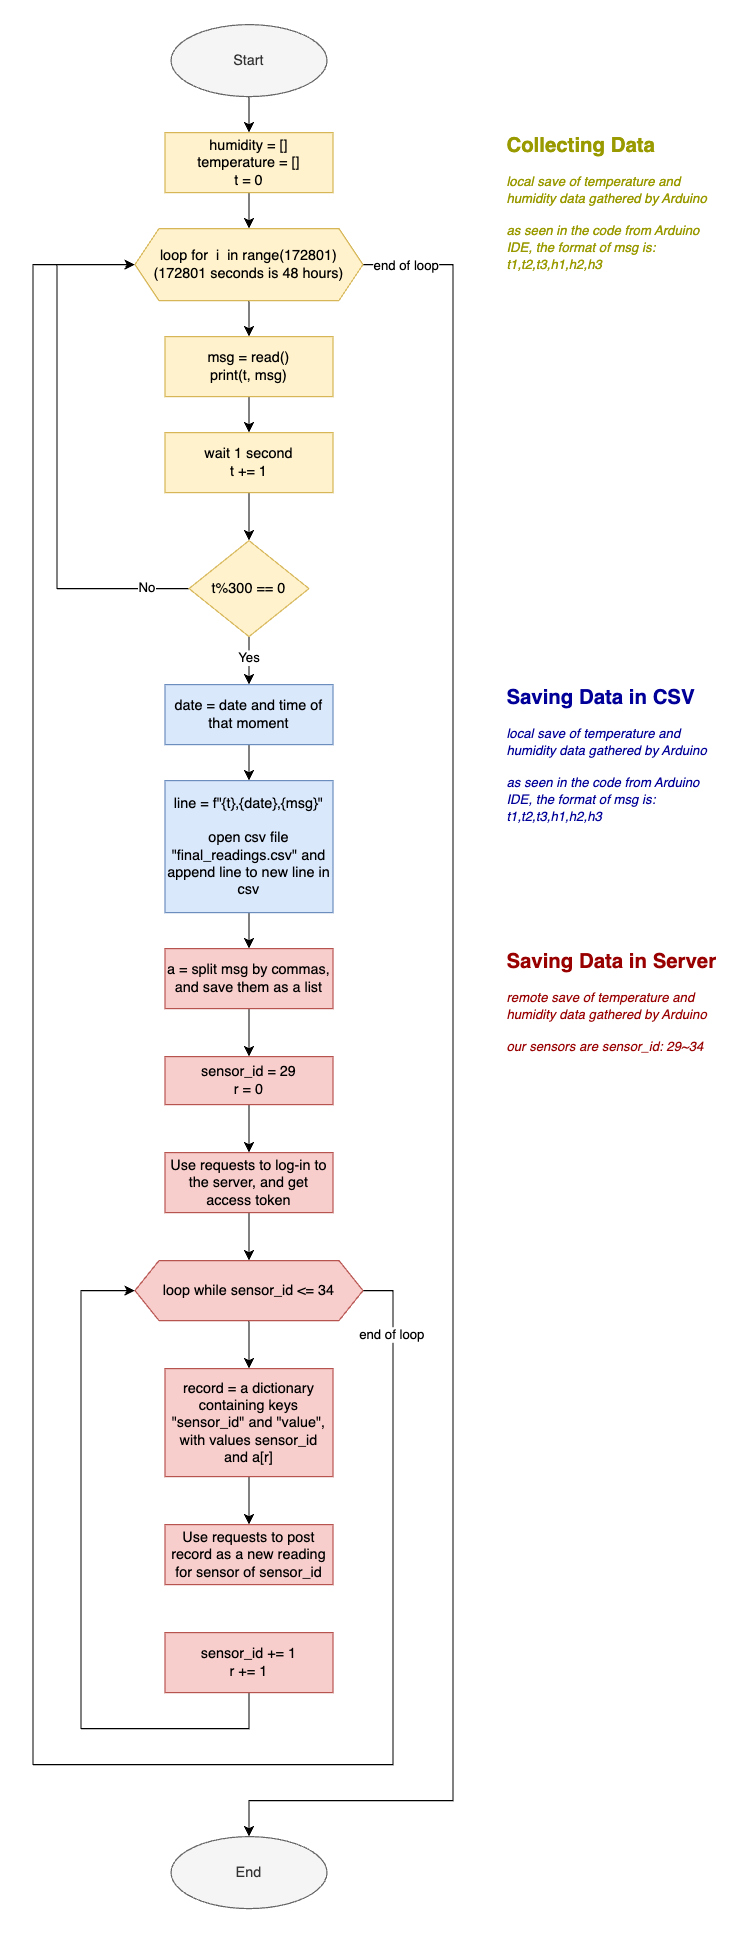 Start
humidity = []
temperature = []
t = 0
Collecting Data
local save of temperature and
humidity data gathered by Arduino
as seen in the code from Arduino
IDE, the format of msg is:
t1,t2,t3,h1,h2,h3
loop for  i  in range(172801)
(172801 seconds is 48 hours)
end of loop
msg = read()
print(t, msg)
wait 1 second
t += 1
t%300 == 0
No
Yes
date = date and time of
that moment
Saving Data in CSV
local save of temperature and
humidity data gathered by Arduino
as seen in the code from Arduino
IDE, the format of msg is:
t1,t2,t3,h1,h2,h3
line = f"{t},{date},{msg}"
open csv file
"final_readings.csv" and
append line to new line in
csv
a = split msg by commas,
and save them as a list
Saving Data in Server
remote save of temperature and
humidity data gathered by Arduino
our sensors are sensor_id: 29~34
sensor_id = 29
r = 0
Use requests to log-in to
the server, and get
access token
loop while sensor_id <= 34
end of loop
record = a dictionary
containing keys
"sensor_id" and "value",
with values sensor_id
and a[r]
Use requests to post
record as a new reading
for sensor of sensor_id
sensor_id += 1
r += 1
End